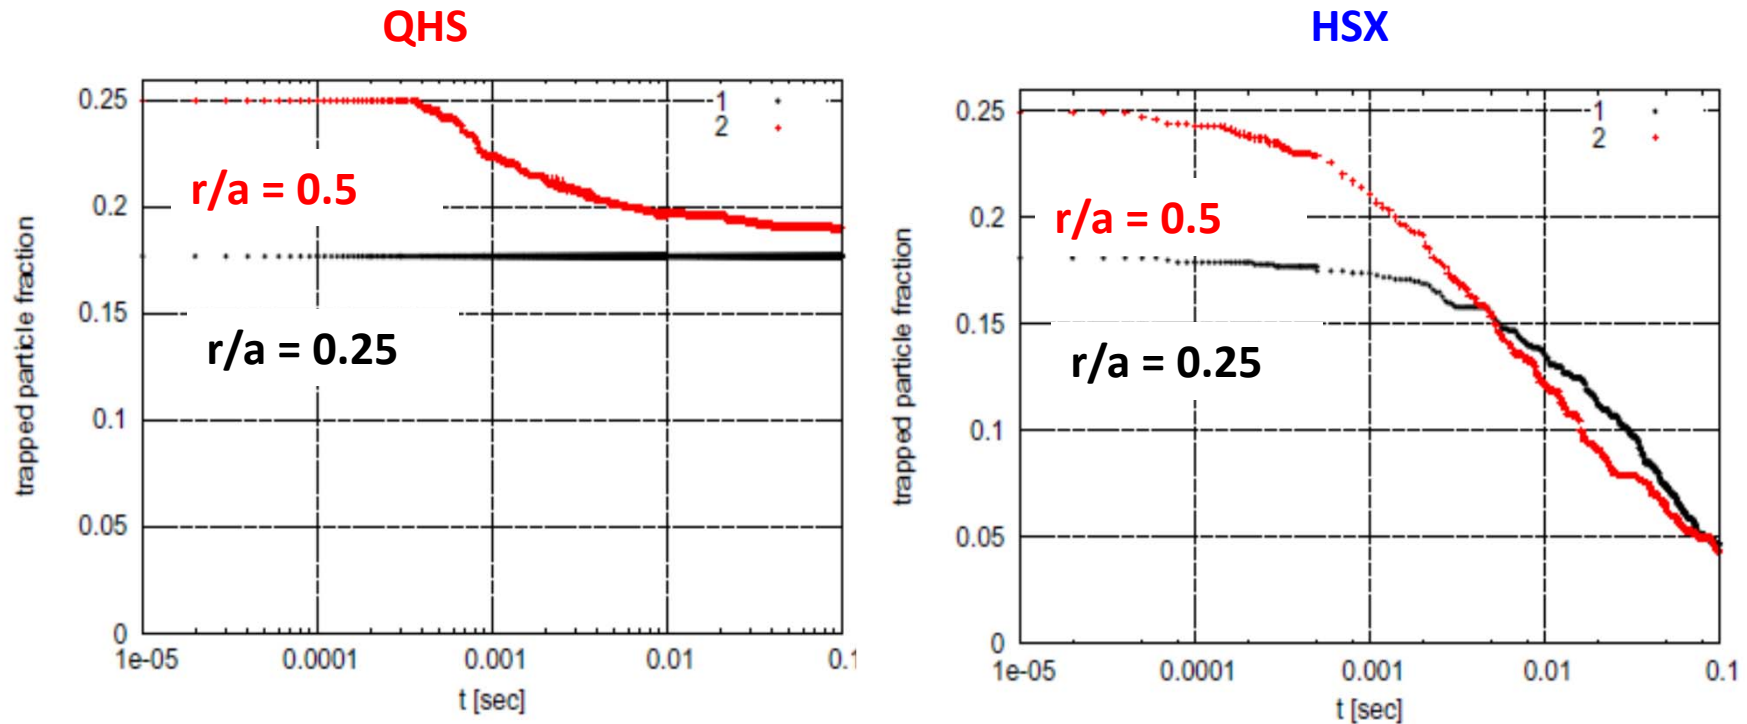 QHS
0.25
0.2
0.15
0.1
0.05
0
1e-05 0.0001 0.001 0.01 0.1
t [sec]
trapped particle fraction
1
2
r/a = 0.5
r/a = 0.25
HSX
0.25
0.2
0.15
0.1
0.05
0
1e-05 0.0001 0.001 0.01 0.1
t [sec]
trapped particle fraction
1
2
r/a = 0.5
r/a = 0.25